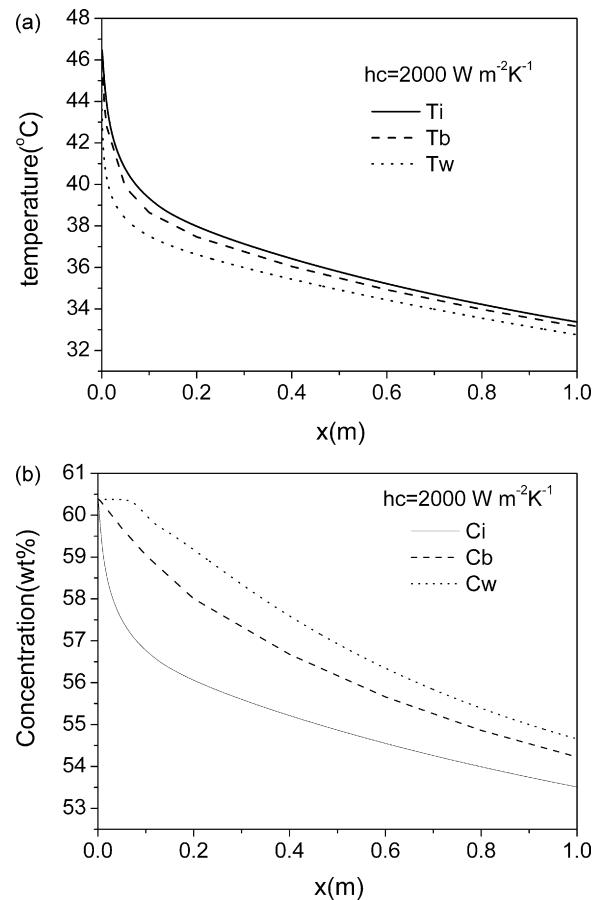 (a)
48
46
44
42
40
38
36
34
32
temperature(°C)
hc=2000 W m⁻²K⁻¹
Ti
Tb
Tw
0.0 0.2 0.4 0.6 0.8 1.0
x(m)
(b)
61
60
59
58
57
56
55
54
53
Concentration(wt%)
hc=2000 W m⁻²K⁻¹
Ci
Cb
Cw
0.0 0.2 0.4 0.6 0.8 1.0
x(m)